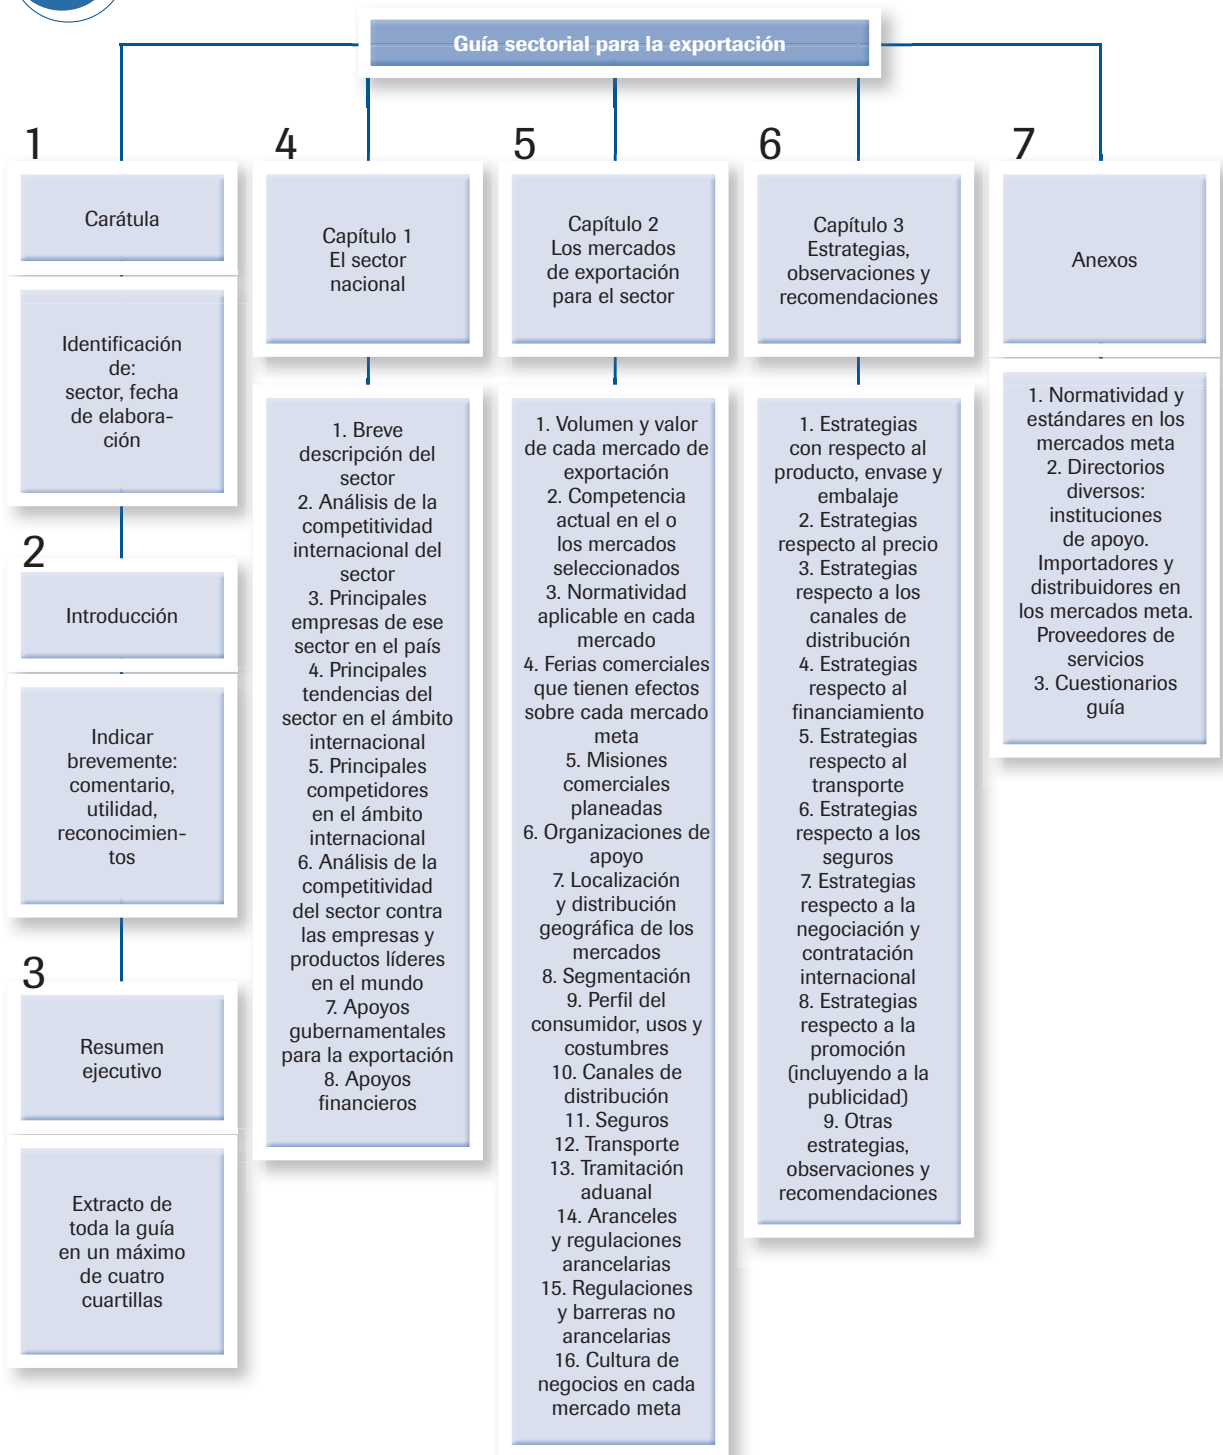 Guía sectorial para la exportación
1
Carátula
Identificación
de:
sector, fecha
de elabora-
ción
2
Introducción
Indicar
brevemente:
comentario,
utilidad,
reconocimien-
tos
3
Resumen
ejecutivo
Extracto de
toda la guía
en un máximo
de cuatro
cuartillas
4
Capítulo 1
El sector
nacional
1. Breve
descripción del
sector
2. Análisis de la
competitividad
internacional del
sector
3. Principales
empresas de ese
sector en el país
4. Principales
tendencias del
sector en el ámbito
internacional
5. Principales
competidores
en el ámbito
internacional
6. Análisis de la
competitividad
del sector contra
las empresas y
productos líderes
en el mundo
7. Apoyos
gubernamentales
para la exportación
8. Apoyos
financieros
5
Capítulo 2
Los mercados
de exportación
para el sector
1. Volumen y valor
de cada mercado de
exportación
2. Competencia
actual en el o
los mercados
seleccionados
3. Normatividad
aplicable en cada
mercado
4. Ferias comerciales
que tienen efectos
sobre cada mercado
meta
5. Misiones
comerciales
planeadas
6. Organizaciones de
apoyo
7. Localización
y distribución
geográfica de los
mercados
8. Segmentación
9. Perfil del
consumidor, usos y
costumbres
10. Canales de
distribución
11. Seguros
12. Transporte
13. Tramitación
aduanal
14. Aranceles
y regulaciones
arancelarias
15. Regulaciones
y barreras no
arancelarias
16. Cultura de
negocios en cada
mercado meta
6
Capítulo 3
Estrategias,
observaciones y
recomendaciones
1. Estrategias
con respecto al
producto, envase y
embalaje
2. Estrategias
respecto al precio
3. Estrategias
respecto a los
canales de
distribución
4. Estrategias
respecto al
financiamiento
5. Estrategias
respecto al
transporte
6. Estrategias
respecto a los
seguros
7. Estrategias
respecto a la
negociación y
contratación
internacional
8. Estrategias
respecto a la
promoción
(incluyendo a la
publicidad)
9. Otras
estrategias,
observaciones y
recomendaciones
7
Anexos
1. Normatividad y
estándares en los
mercados meta
2. Directorios
diversos:
instituciones
de apoyo.
Importadores y
distribuidores en
los mercados meta.
Proveedores de
servicios
3. Cuestionarios
guía